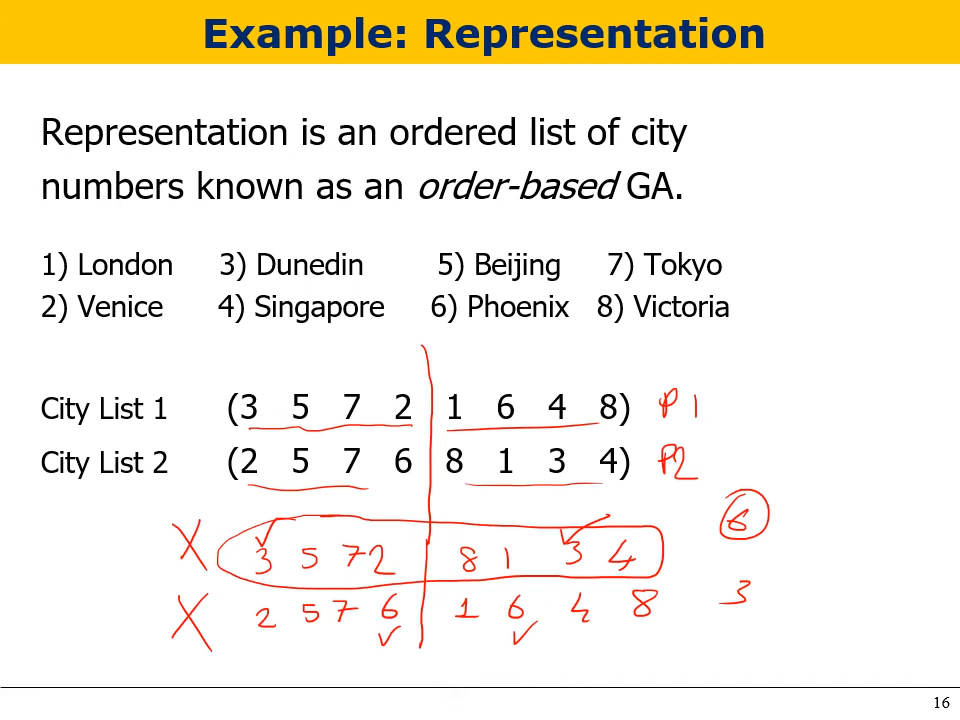 Example: Representation
Representation is an ordered list of city
numbers known as an order-based GA.
1) London 3) Dunedin 5) Beijing 7) Tokyo
2) Venice 4) Singapore 6) Phoenix 8) Victoria
City List 1 (3 5 7 2 1 6 4 8) P1
City List 2 (2 5 7 6 8 1 3 4) P2
6
X 3 5 7 2 8 1 3 4
X 2 5 7 6 1 6 4 8 3
16